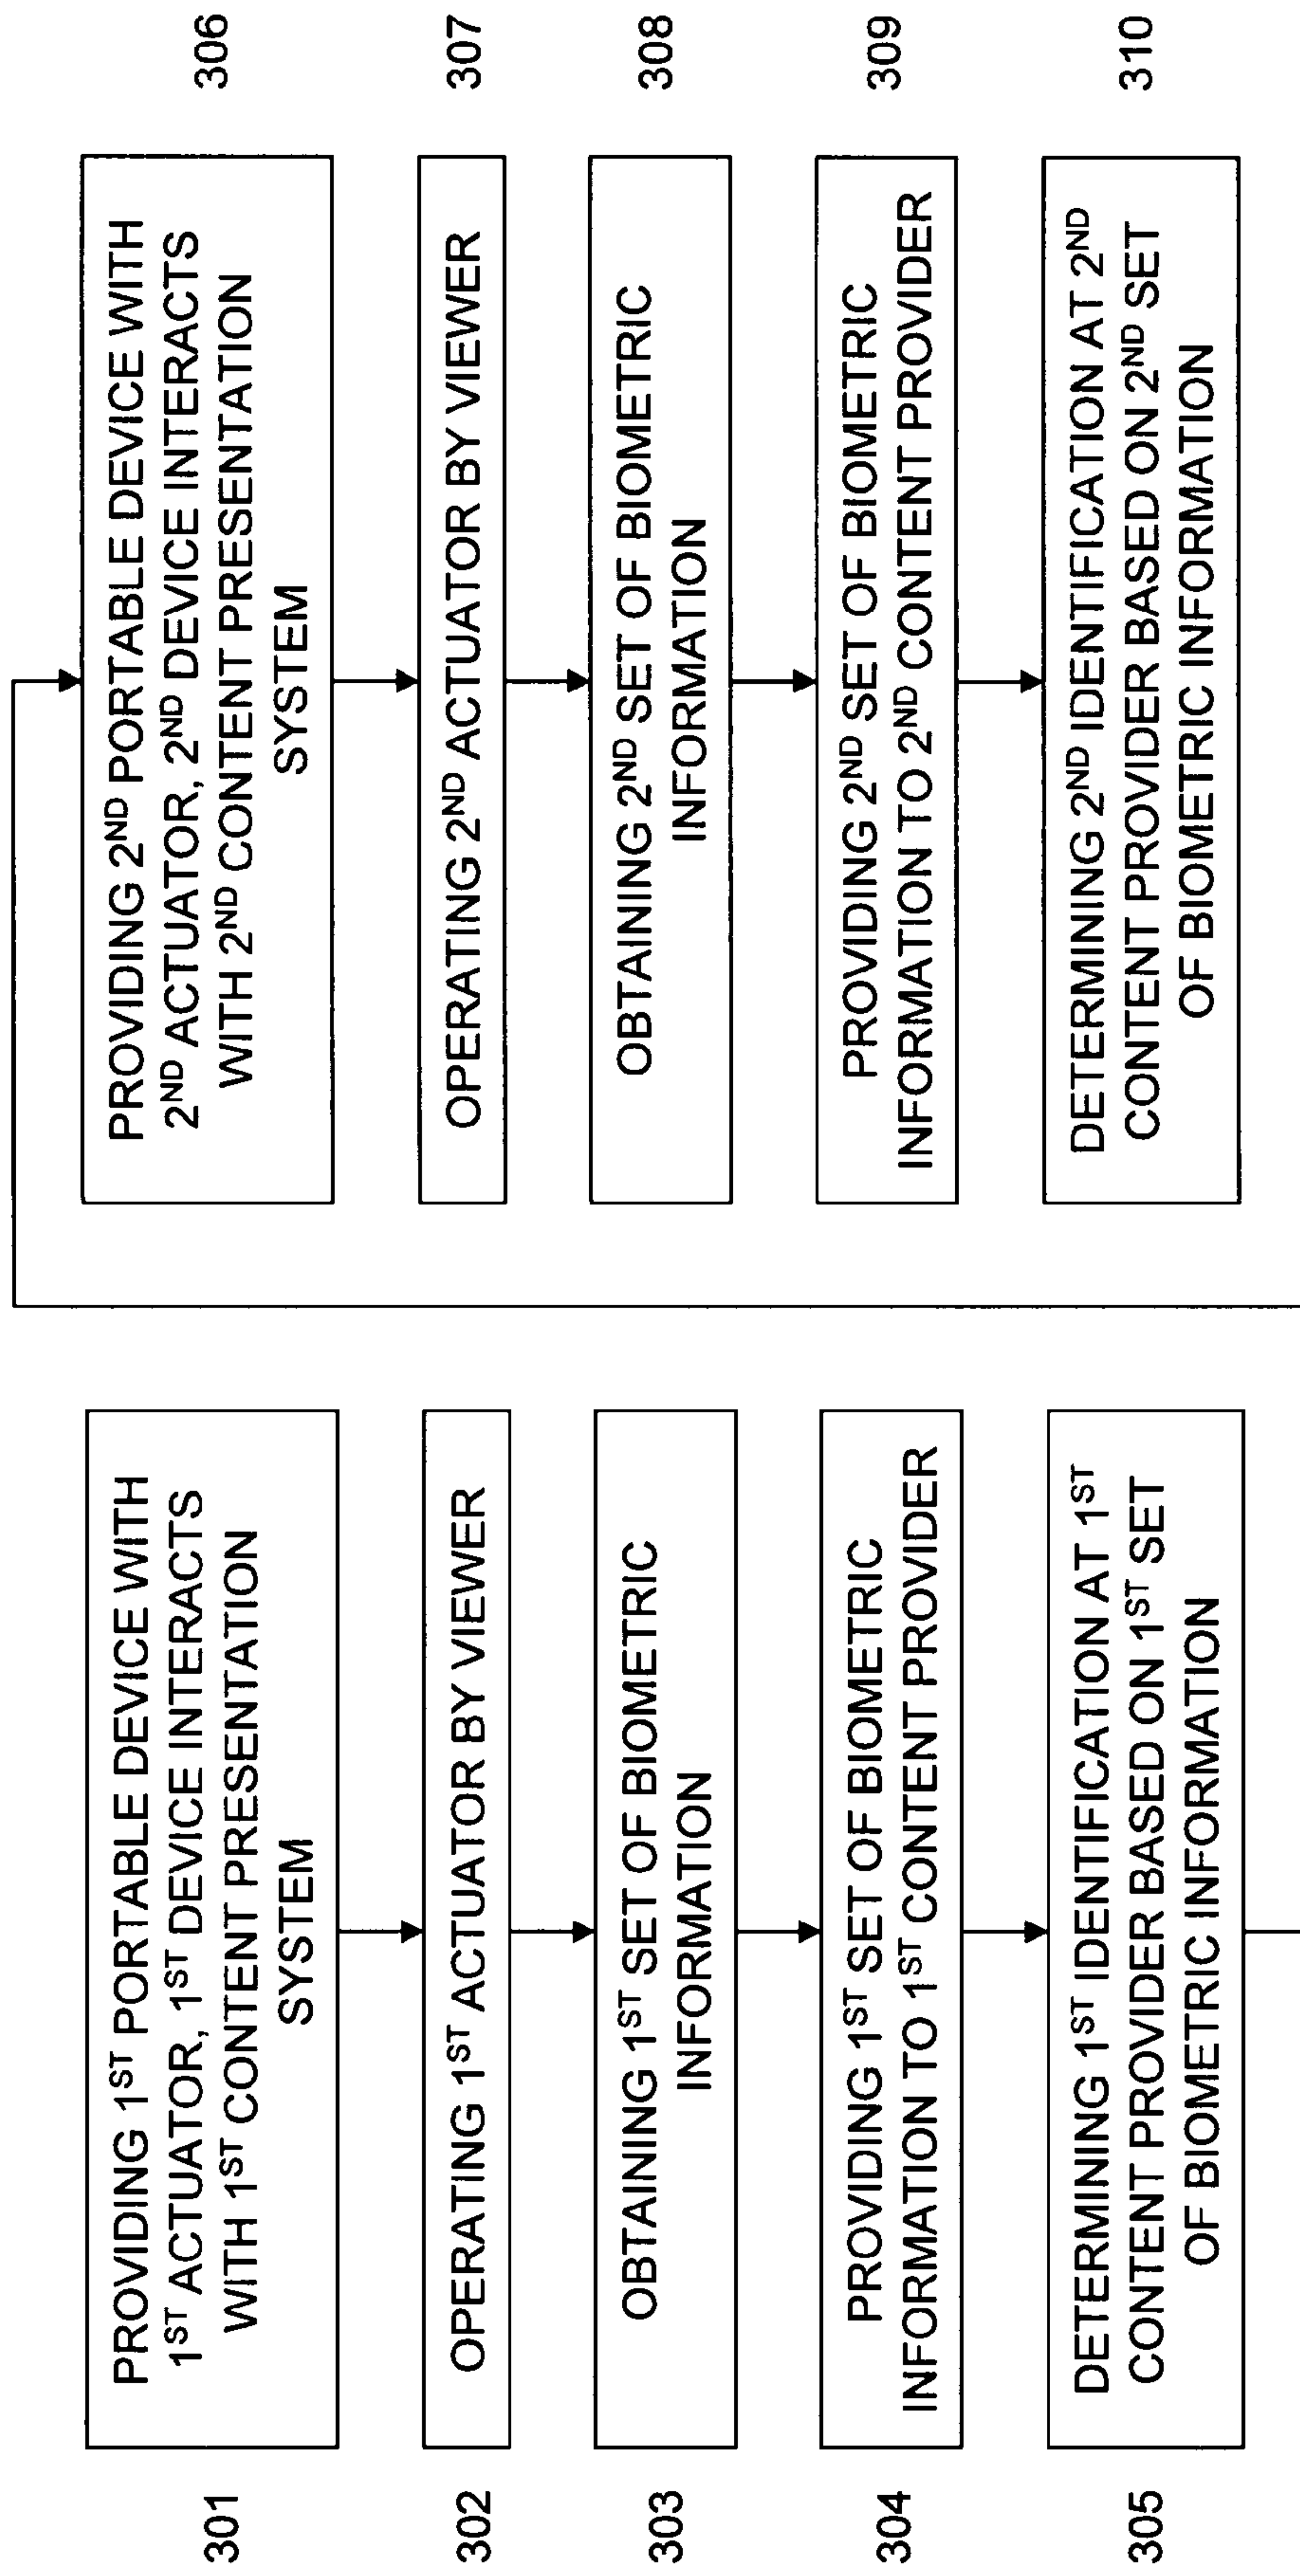 301
PROVIDING 1ST PORTABLE DEVICE WITH
1ST ACTUATOR, 1ST DEVICE INTERACTS
WITH 1ST CONTENT PRESENTATION
SYSTEM
302
OPERATING 1ST ACTUATOR BY VIEWER
303
OBTAINING 1ST SET OF BIOMETRIC
INFORMATION
304
PROVIDING 1ST SET OF BIOMETRIC
INFORMATION TO 1ST CONTENT PROVIDER
305
DETERMINING 1ST IDENTIFICATION AT 1ST
CONTENT PROVIDER BASED ON 1ST SET
OF BIOMETRIC INFORMATION
PROVIDING 2ND PORTABLE DEVICE WITH
2ND ACTUATOR, 2ND DEVICE INTERACTS
WITH 2ND CONTENT PRESENTATION
SYSTEM
306
OPERATING 2ND ACTUATOR BY VIEWER
307
OBTAINING 2ND SET OF BIOMETRIC
INFORMATION
308
PROVIDING 2ND SET OF BIOMETRIC
INFORMATION TO 2ND CONTENT PROVIDER
309
DETERMINING 2ND IDENTIFICATION AT 2ND
CONTENT PROVIDER BASED ON 2ND SET
OF BIOMETRIC INFORMATION
310